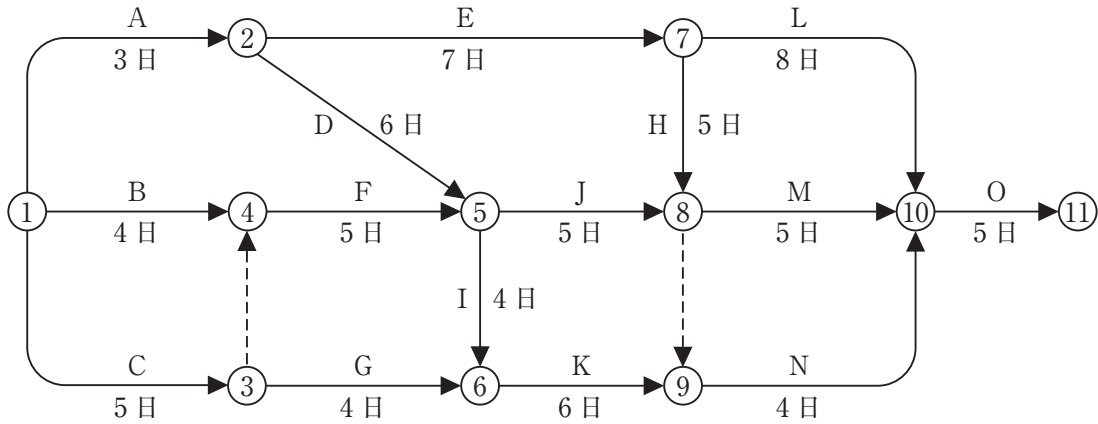 A E L
② ⑦
3 日 7 日 8 日
D 6 日 H 5 日
B F J M O
① ④ ⑤ ⑧ ⑩ ⑪
4 日 5 日 5 日 5 日 5 日
I 4 日
C G K N
③ ⑥ ⑨
5 日 4 日 6 日 4 日